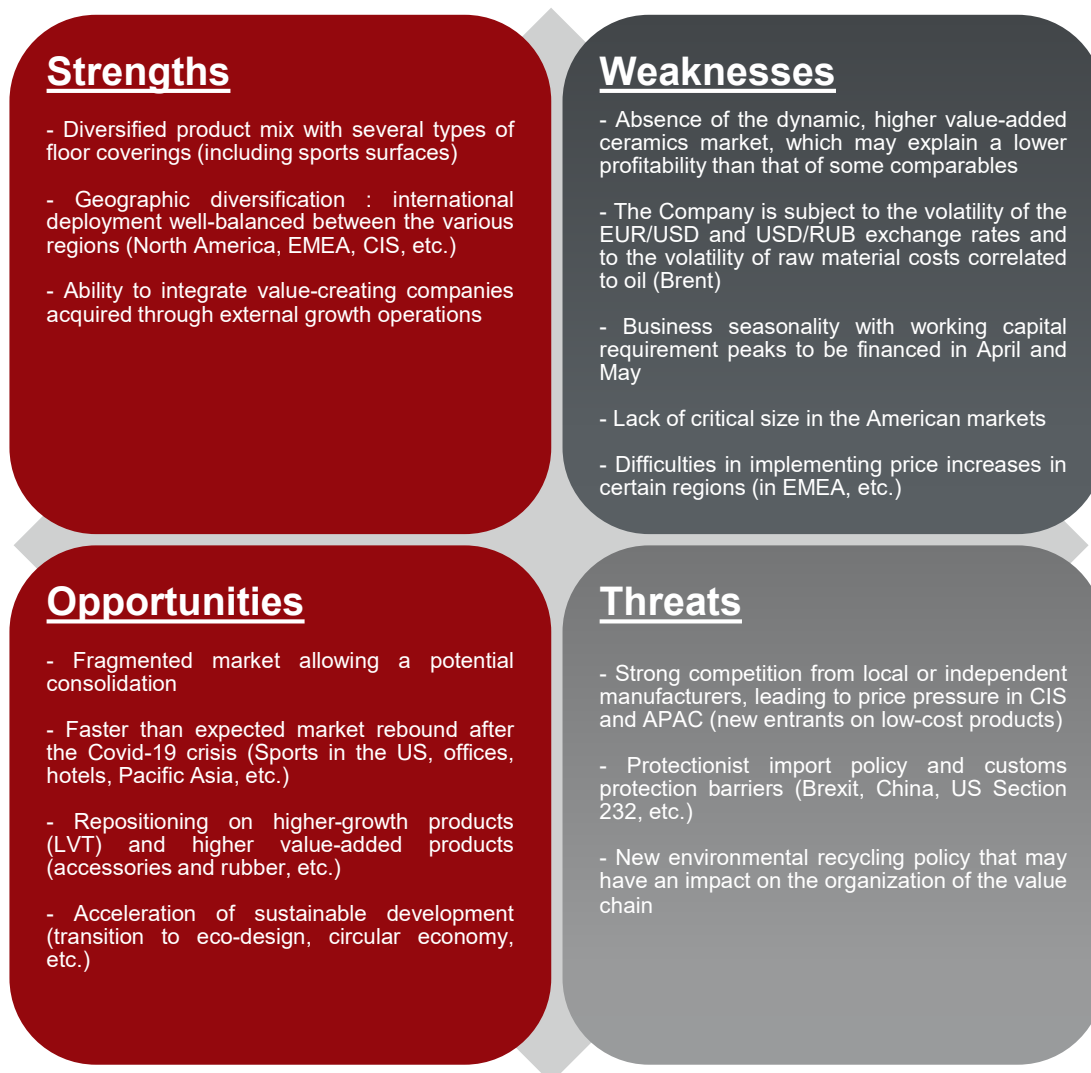 Strengths
- Diversified product mix with several types of
floor coverings (including sports surfaces)
- Geographic diversification : international
deployment well-balanced between the various
regions (North America, EMEA, CIS, etc.)
- Ability to integrate value-creating companies
acquired through external growth operations
Weaknesses
- Absence of the dynamic, higher value-added
ceramics market, which may explain a lower
profitability than that of some comparables
- The Company is subject to the volatility of the
EUR/USD and USD/RUB exchange rates and
to the volatility of raw material costs correlated
to oil (Brent)
- Business seasonality with working capital
requirement peaks to be financed in April and
May
- Lack of critical size in the American markets
- Difficulties in implementing price increases in
certain regions (in EMEA, etc.)
Opportunities
- Fragmented market allowing a potential
consolidation
- Faster than expected market rebound after
the Covid-19 crisis (Sports in the US, offices,
hotels, Pacific Asia, etc.)
- Repositioning on higher-growth products
(LVT) and higher value-added products
(accessories and rubber, etc.)
- Acceleration of sustainable development
(transition to eco-design, circular economy,
etc.)
Threats
- Strong competition from local or independent
manufacturers, leading to price pressure in CIS
and APAC (new entrants on low-cost products)
- Protectionist import policy and customs
protection barriers (Brexit, China, US Section
232, etc.)
- New environmental recycling policy that may
have an impact on the organization of the value
chain